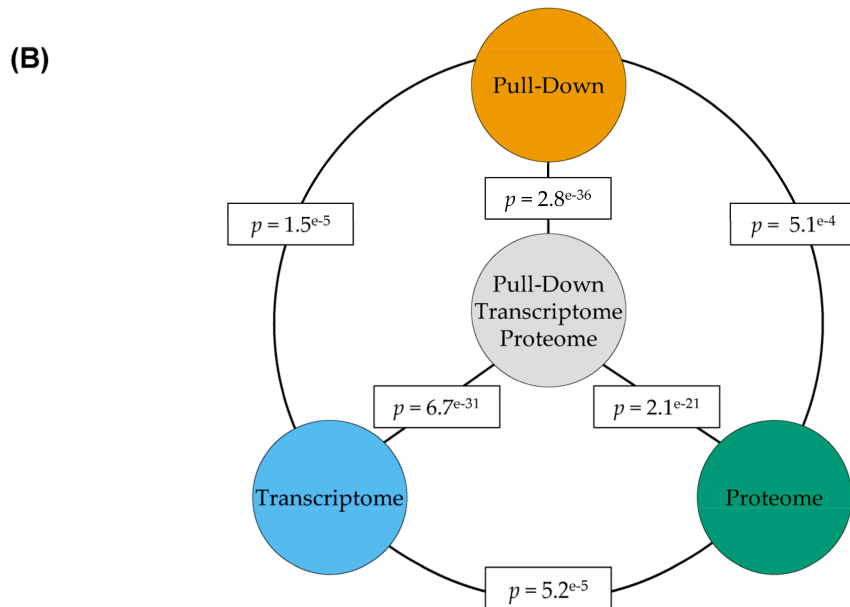 (B)
Pull-Down
p = 2.8e-36
p = 1.5e-5
p = 5.1e-4
Pull-Down
Transcriptome
Proteome
p = 6.7e-31
p = 2.1e-21
Transcriptome
Proteome
p = 5.2e-5